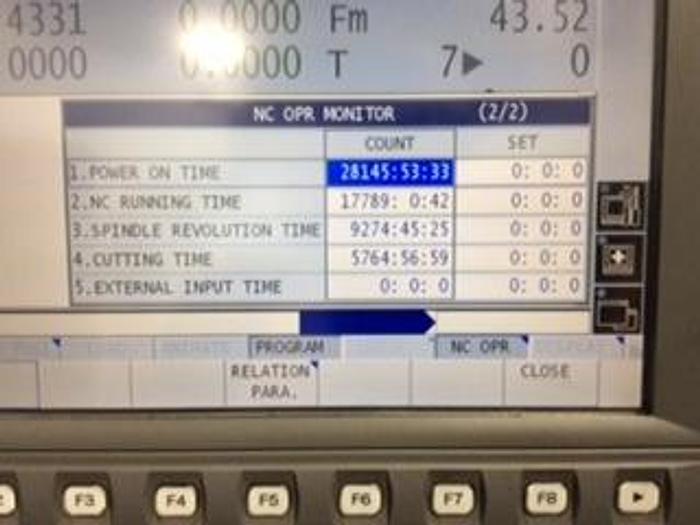 4331 0.0000 Fm 43.52
0000 0.0000 T 7▶ 0
NC OPR MONITOR (2/2)
COUNT SET
1.POWER ON TIME 28145:53:33 0: 0: 0
2.NC RUNNING TIME 17789: 0:42 0: 0: 0
3.SPINDLE REVOLUTION TIME 9274:45:25 0: 0: 0
4.CUTTING TIME 5764:56:59 0: 0: 0
5.EXTERNAL INPUT TIME 0: 0: 0 0: 0: 0
PROGRAM NC OPR
RELATION CLOSE
PARA.
F3 F4 F5 F6 F7 F8 ▶